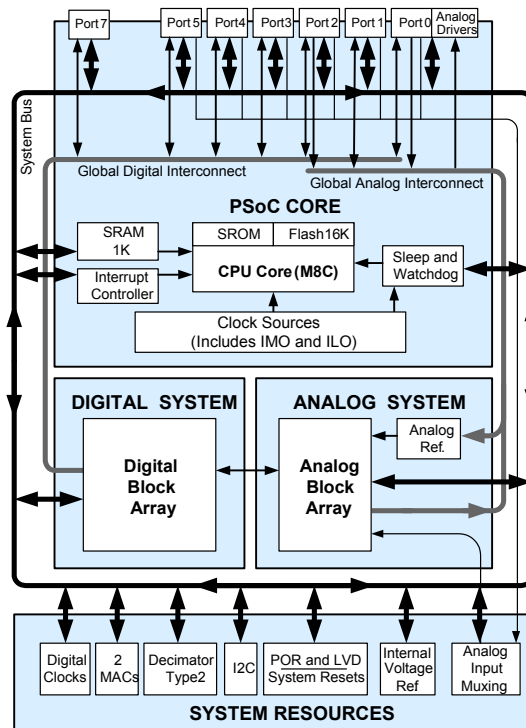 Port 7
Port 5
Port 4
Port 3
Port 2
Port 1
Port 0
Analog
Drivers
System Bus
Global Digital Interconnect
Global Analog Interconnect
PSoC CORE
SRAM
1K
SROM
Flash16K
CPU Core (M8C)
Interrupt
Controller
Sleep and
Watchdog
Clock Sources
(Includes IMO and ILO)
DIGITAL SYSTEM
ANALOG SYSTEM
Digital
Block
Array
Analog
Block
Array
Analog
Ref.
Digital
Clocks
2
MACs
Decimator
Type2
I2C
POR and LVD
System Resets
Internal
Voltage
Ref
Analog
Input
Muxing
SYSTEM RESOURCES